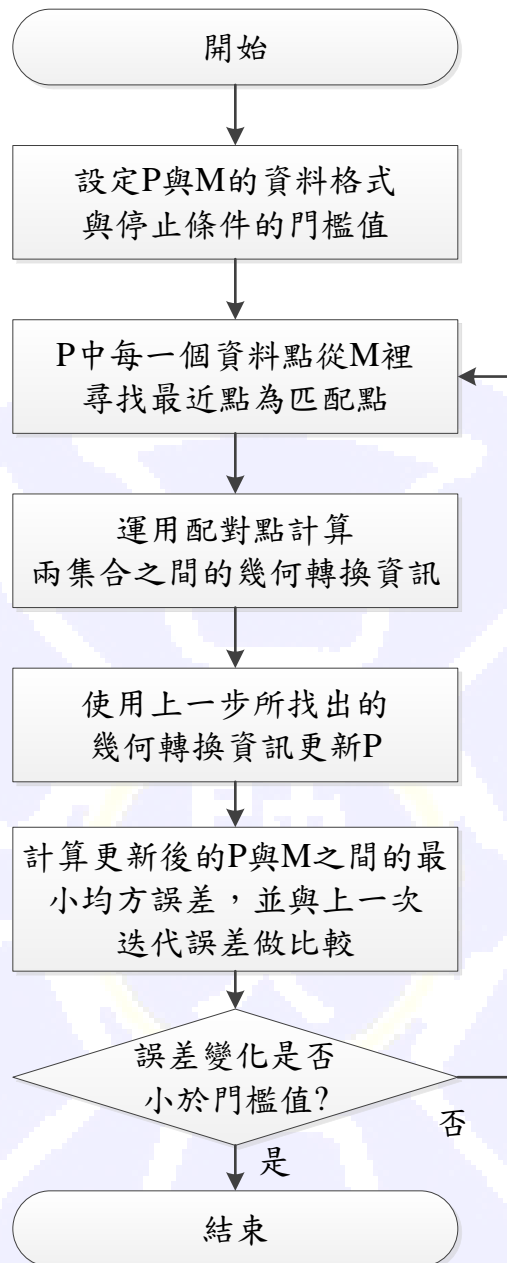 開始
設定P與M的資料格式
與停止條件的門檻值
P中每一個資料點從M裡
尋找最近點為匹配點
運用配對點計算
兩集合之間的幾何轉換資訊
使用上一步所找出的
幾何轉換資訊更新P
計算更新後的P與M之間的最
小均方誤差，並與上一次
迭代誤差做比較
誤差變化是否
小於門檻值?
否
是
結束